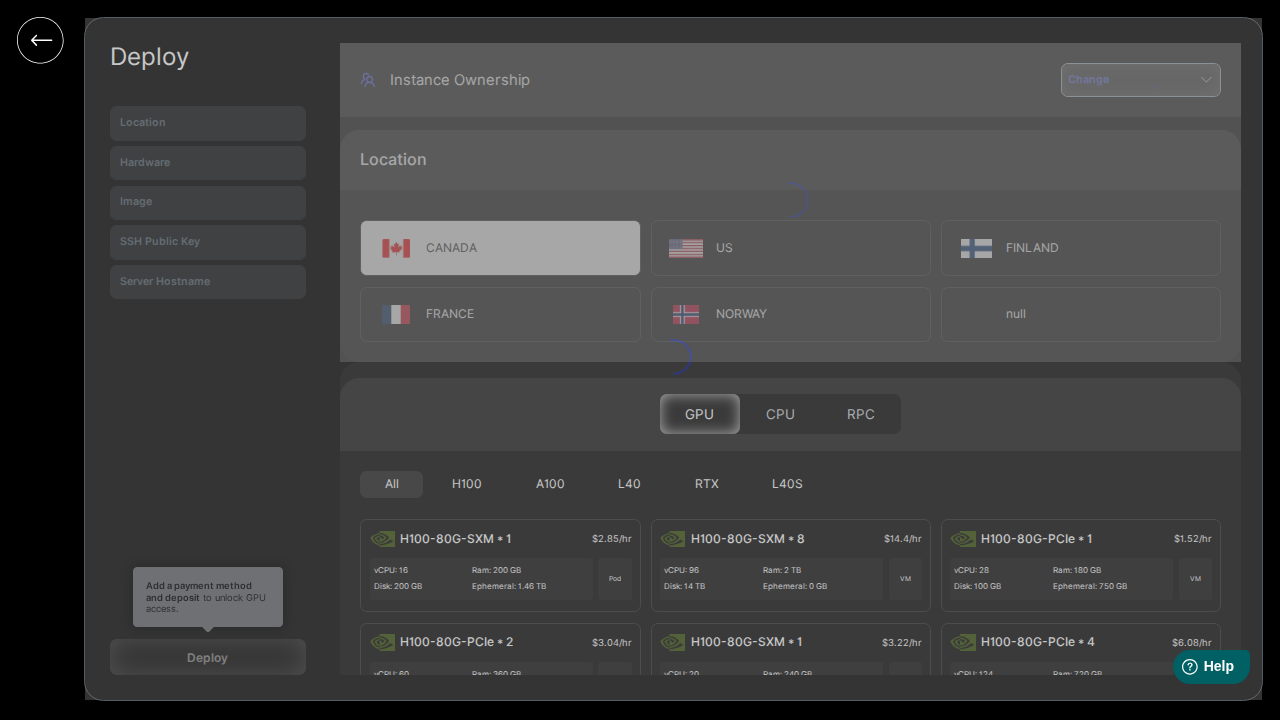 Deploy
Location
Hardware
Image
SSH Public Key
Server Hostname
Add a payment method
and deposit to unlock GPU
access.
Deploy
Instance Ownership
Change
Location
CANADA
US
FINLAND
FRANCE
NORWAY
null
GPU
CPU
RPC
All
H100
A100
L40
RTX
L40S
H100-80G-SXM * 1
$2.85/hr
vCPU: 16
Ram: 200 GB
Disk: 200 GB
Ephemeral: 1.46 TB
Pod
H100-80G-SXM * 8
$14.4/hr
vCPU: 96
Ram: 2 TB
Disk: 14 TB
Ephemeral: 0 GB
VM
H100-80G-PCIe * 1
$1.52/hr
vCPU: 28
Ram: 180 GB
Disk: 100 GB
Ephemeral: 750 GB
VM
H100-80G-PCIe * 2
$3.04/hr
vCPU: 60
Ram: 360 GB
H100-80G-SXM * 1
$3.22/hr
vCPU: 20
Ram: 240 GB
H100-80G-PCIe * 4
$6.08/hr
vCPU: 124
Ram: 720 GB
Help